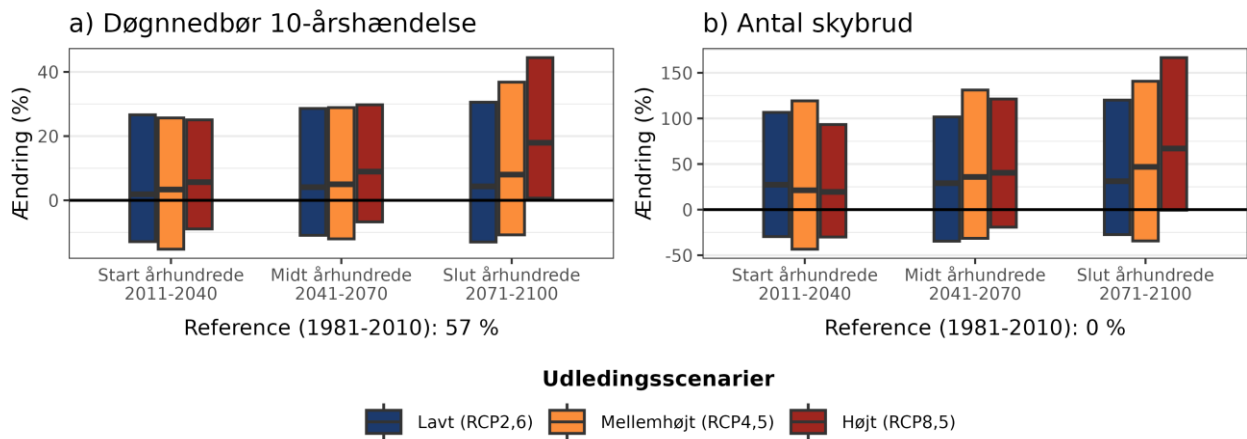 a) Døgnnedbør 10-årshændelse
Ændring (%)
40
20
0
Start århundrede
2011-2040
Midt århundrede
2041-2070
Slut århundrede
2071-2100
Reference (1981-2010): 57 %
b) Antal skybrud
Ændring (%)
150
100
50
0
-50
Start århundrede
2011-2040
Midt århundrede
2041-2070
Slut århundrede
2071-2100
Reference (1981-2010): 0 %
Udledingsscenarier
Lavt (RCP2,6)
Mellemhøjt (RCP4,5)
Højt (RCP8,5)